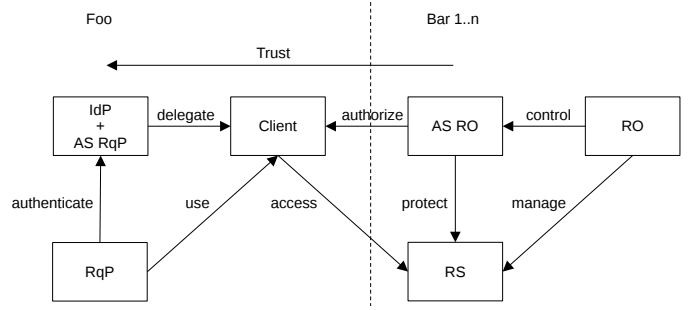 Foo
Bar 1..n
Trust
IdP
+
AS RqP
delegate
Client
authorize
AS RO
control
RO
authenticate
use
access
protect
manage
RqP
RS